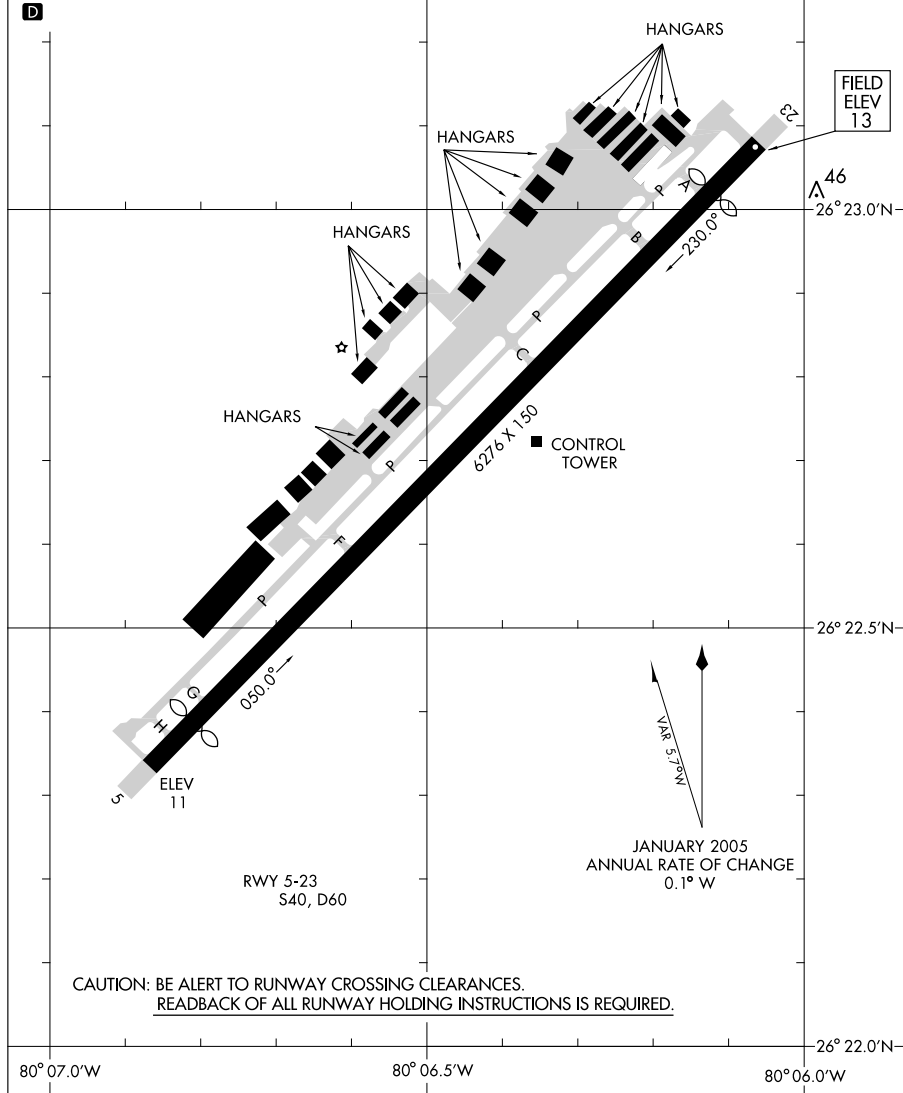 D
HANGARS
FIELD
ELEV
13
23
HANGARS
46
A
P
26° 23.0'N
HANGARS
B
230.0°
P
C
HANGARS
6276 X 150
CONTROL
TOWER
P
F
P
26° 22.5'N
050.0°
G
H
VAR 5.7°W
ELEV
11
5
JANUARY 2005
ANNUAL RATE OF CHANGE
0.1° W
RWY 5-23
S40, D60
CAUTION: BE ALERT TO RUNWAY CROSSING CLEARANCES.
READBACK OF ALL RUNWAY HOLDING INSTRUCTIONS IS REQUIRED.
26° 22.0'N
80° 07.0'W
80° 06.5'W
80° 06.0'W